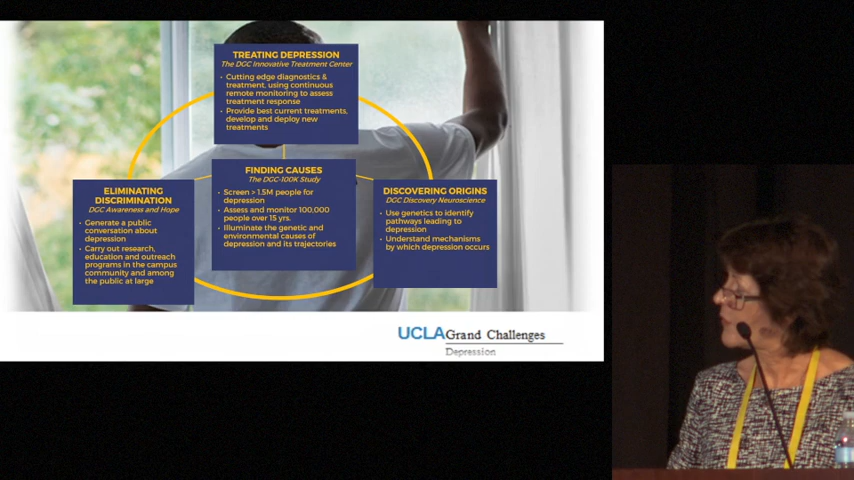 TREATING DEPRESSION
The DGC Innovative Treatment Center
• Cutting edge diagnostics &
treatment, using continuous
remote monitoring to assess
treatment response
• Provide best current treatments,
develop and deploy new
treatments
FINDING CAUSES
The DGC-100K Study
• Screen > 1.5M people for
depression
• Assess and monitor 100,000
people over 15 yrs.
• Illuminate the genetic and
environmental causes of
depression and its trajectories
ELIMINATING
DISCRIMINATION
DGC Awareness and Hope
• Generate a public
conversation about
depression
• Carry out research,
education and outreach
programs in the campus
community and among
the public at large
DISCOVERING ORIGINS
DGC Discovery Neuroscience
• Use genetics to identify
pathways leading to
depression
• Understand mechanisms
by which depression occurs
UCLA Grand Challenges
Depression